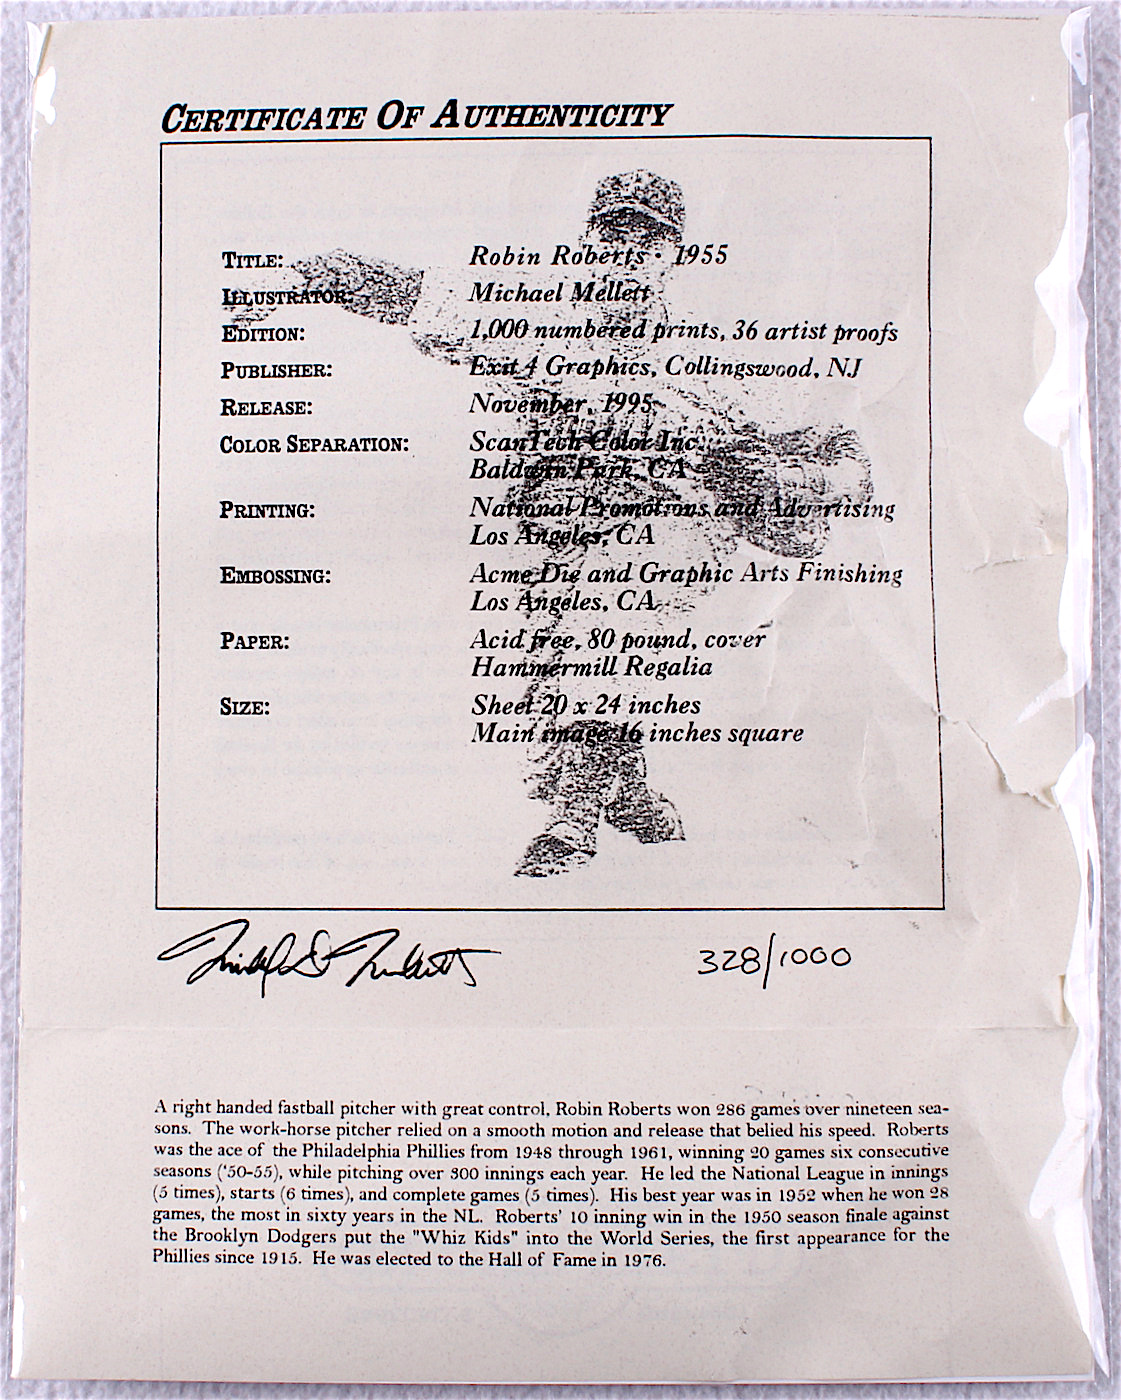 CERTIFICATE OF AUTHENTICITY
TITLE: Robin Roberts · 1955
ILLUSTRATOR: Michael Mellett
EDITION: 1,000 numbered prints, 36 artist proofs
PUBLISHER: Exit 4 Graphics, Collingswood, NJ
RELEASE: November, 1995
COLOR SEPARATION: ScanTech Color Inc.
Baldwin Park, CA
PRINTING: National Promotions and Advertising
Los Angeles, CA
EMBOSSING: Acme Die and Graphic Arts Finishing
Los Angeles, CA
PAPER: Acid free, 80 pound, cover
Hammermill Regalia
SIZE: Sheet 20 x 24 inches
Main image 16 inches square
328/1000
A right handed fastball pitcher with great control, Robin Roberts won 286 games over nineteen sea-
sons. The work-horse pitcher relied on a smooth motion and release that belied his speed. Roberts
was the ace of the Philadelphia Phillies from 1948 through 1961, winning 20 games six consecutive
seasons ('50-55), while pitching over 300 innings each year. He led the National League in innings
(5 times), starts (6 times), and complete games (5 times). His best year was in 1952 when he won 28
games, the most in sixty years in the NL. Roberts' 10 inning win in the 1950 season finale against
the Brooklyn Dodgers put the "Whiz Kids" into the World Series, the first appearance for the
Phillies since 1915. He was elected to the Hall of Fame in 1976.